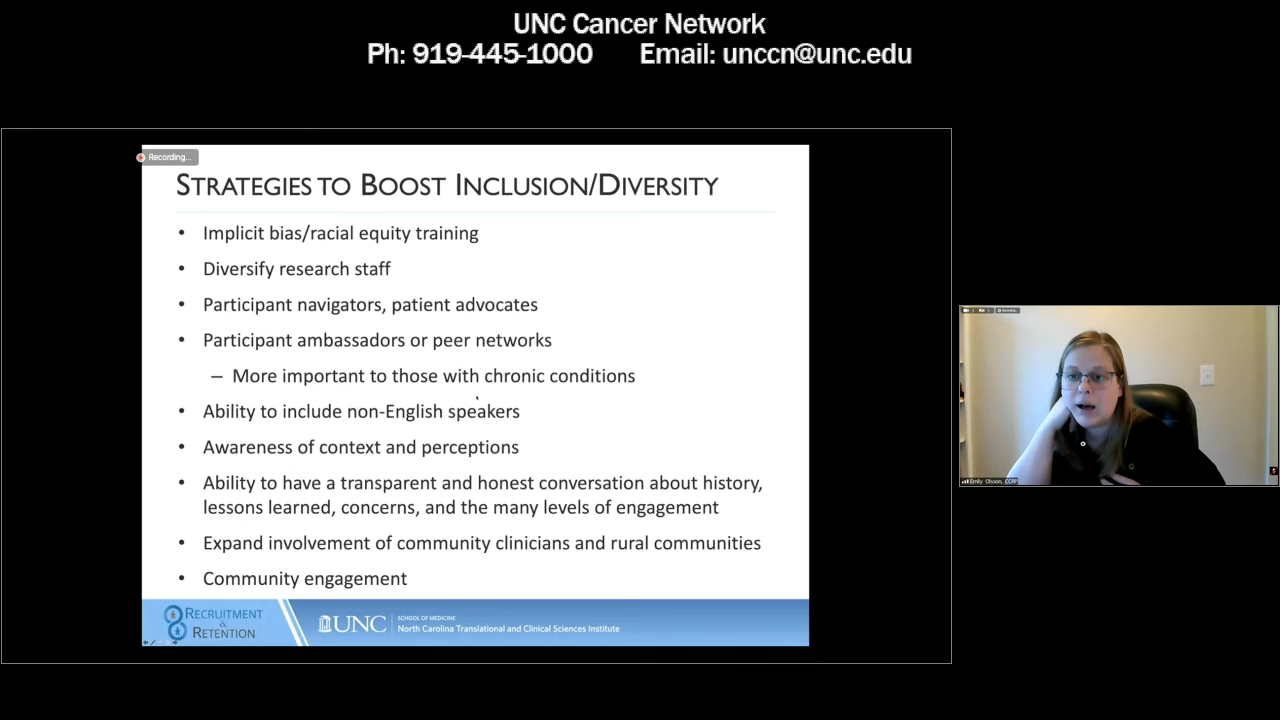 UNC Cancer Network
Ph: 919-445-1000 Email: unccn@unc.edu
Recording...
STRATEGIES TO BOOST INCLUSION/DIVERSITY
• Implicit bias/racial equity training
• Diversify research staff
• Participant navigators, patient advocates
• Participant ambassadors or peer networks
– More important to those with chronic conditions
• Ability to include non-English speakers
• Awareness of context and perceptions
• Ability to have a transparent and honest conversation about history,
lessons learned, concerns, and the many levels of engagement
• Expand involvement of community clinicians and rural communities
• Community engagement
RECRUITMENT
&
RETENTION
UNC
SCHOOL OF MEDICINE
North Carolina Translational and Clinical Sciences Institute
Recording...
Emily Olsson, CCRP